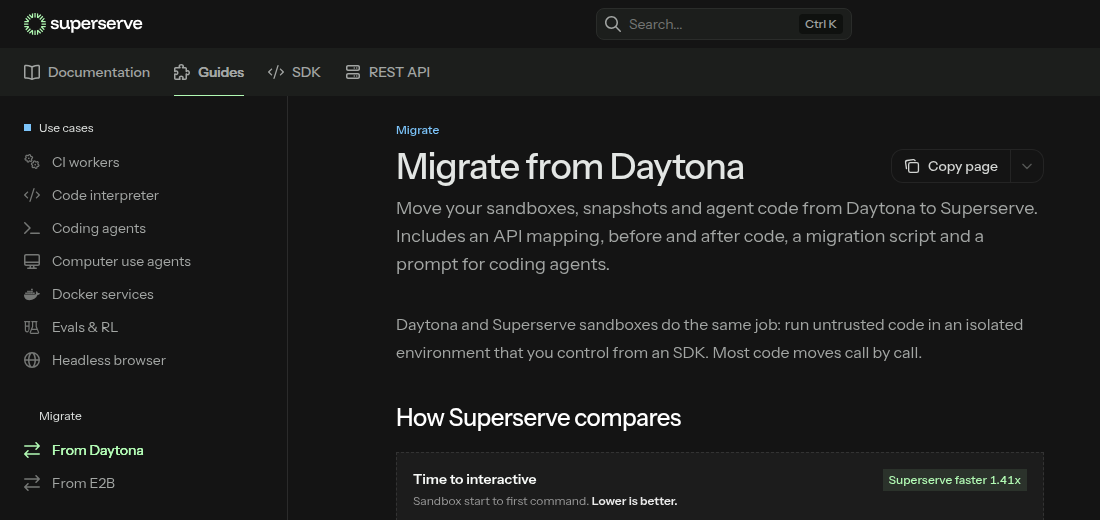 superserve
Search...
Ctrl K
Documentation
Guides
SDK
REST API
Use cases
CI workers
Code interpreter
Coding agents
Computer use agents
Docker services
Evals & RL
Headless browser
Migrate
From Daytona
From E2B
Migrate
Migrate from Daytona
Copy page
Move your sandboxes, snapshots and agent code from Daytona to Superserve.
Includes an API mapping, before and after code, a migration script and a
prompt for coding agents.
Daytona and Superserve sandboxes do the same job: run untrusted code in an isolated
environment that you control from an SDK. Most code moves call by call.
How Superserve compares
Time to interactive
Superserve faster 1.41x
Sandbox start to first command. Lower is better.